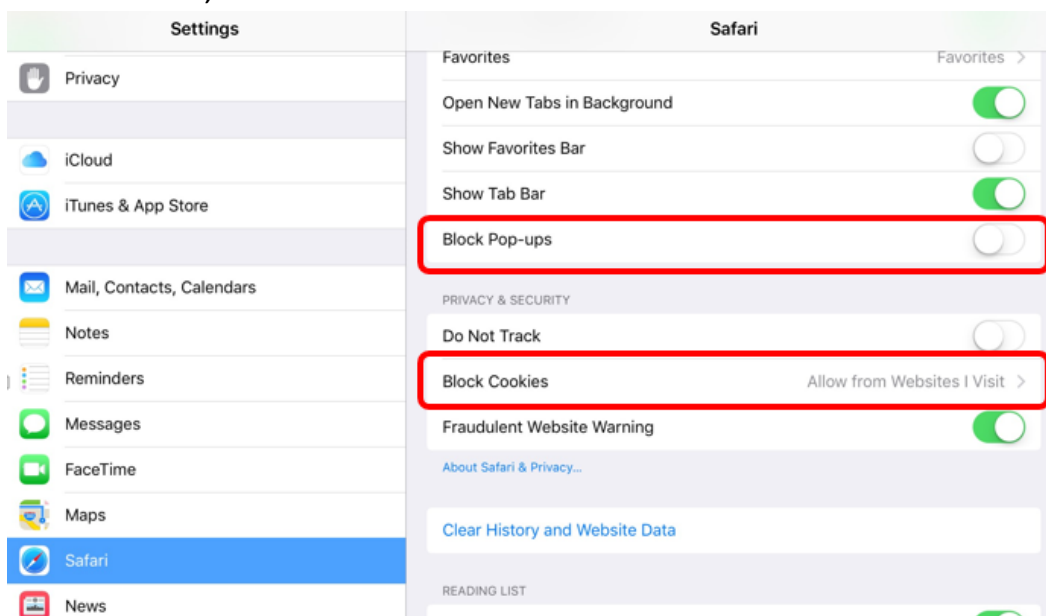 Settings
Safari
Privacy
iCloud
iTunes & App Store
Mail, Contacts, Calendars
Notes
Reminders
Messages
FaceTime
Maps
Safari
News
Favorites Favorites >
Open New Tabs in Background
Show Favorites Bar
Show Tab Bar
Block Pop-ups
PRIVACY & SECURITY
Do Not Track
Block Cookies Allow from Websites I Visit >
Fraudulent Website Warning
About Safari & Privacy...
Clear History and Website Data
READING LIST